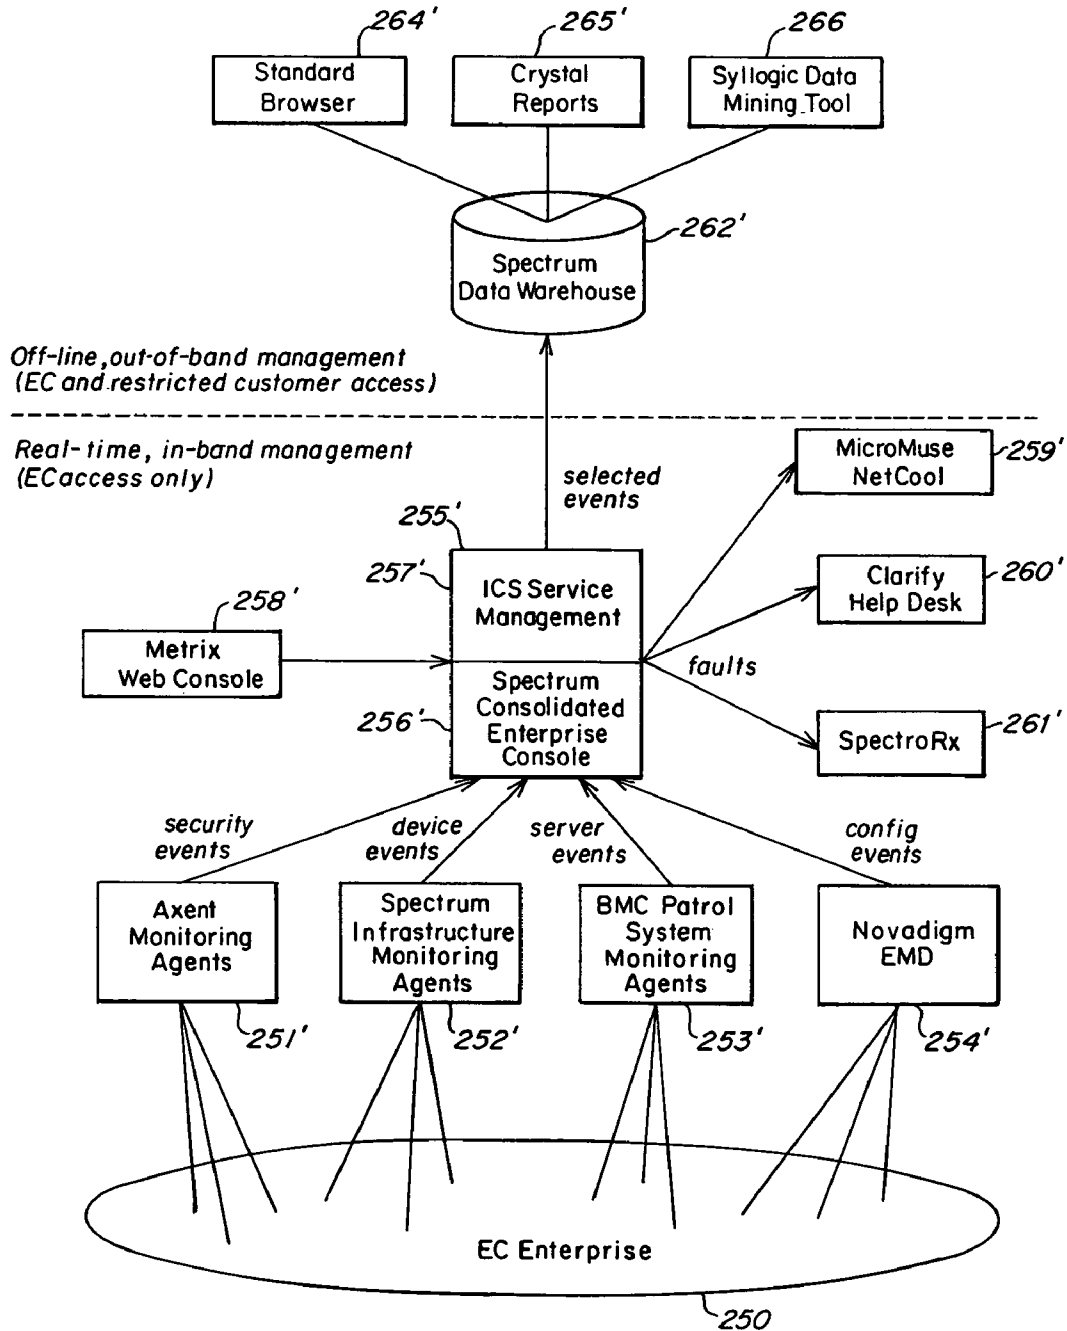 264'
265'
266
Standard
Browser
Crystal
Reports
Syllogic Data
Mining Tool
262'
Spectrum
Data Warehouse
Off-line, out-of-band management
(EC and restricted customer access)
Real-time, in-band management
(EC access only)
selected
events
MicroMuse
NetCool
259'
255'
257'
ICS Service
Management
Clarify
Help Desk
260'
258'
Metrix
Web Console
faults
256'
Spectrum
Consolidated
Enterprise
Console
SpectroRx
261'
security
events
device
events
server
events
config
events
Axent
Monitoring
Agents
Spectrum
Infrastructure
Monitoring
Agents
BMC Patrol
System
Monitoring
Agents
Novadigm
EMD
251'
252'
253'
254'
EC Enterprise
250